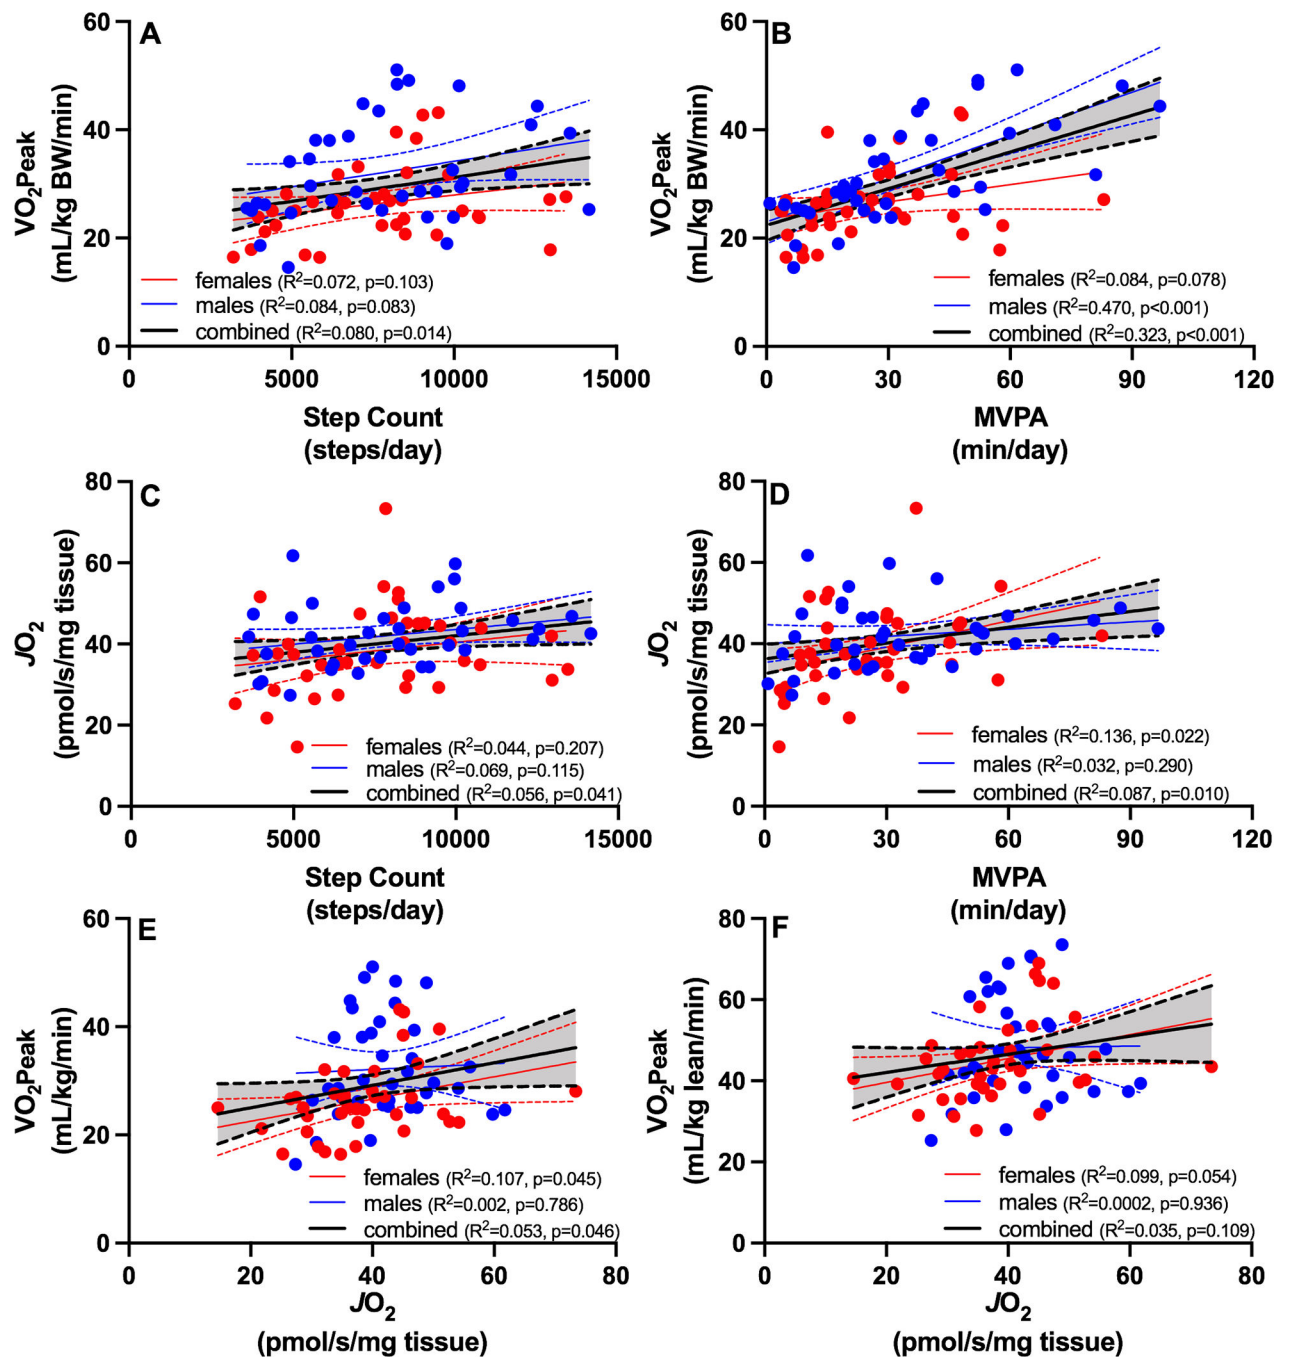 A
60
40
20
0
VO2Peak
(mL/kg BW/min)
females (R2=0.072, p=0.103)
males (R2=0.084, p=0.083)
combined (R2=0.080, p=0.014)
0 5000 10000 15000
Step Count
(steps/day)
B
60
40
20
0
VO2Peak
(mL/kg BW/min)
females (R2=0.084, p=0.078)
males (R2=0.470, p<0.001)
combined (R2=0.323, p<0.001)
0 30 60 90 120
MVPA
(min/day)
C
80
60
40
20
0
JO2
(pmol/s/mg tissue)
females (R2=0.044, p=0.207)
males (R2=0.069, p=0.115)
combined (R2=0.056, p=0.041)
0 5000 10000 15000
Step Count
(steps/day)
D
80
60
40
20
0
JO2
(pmol/s/mg tissue)
females (R2=0.136, p=0.022)
males (R2=0.032, p=0.290)
combined (R2=0.087, p=0.010)
0 30 60 90 120
MVPA
(min/day)
E
60
40
20
0
VO2Peak
(mL/kg/min)
females (R2=0.107, p=0.045)
males (R2=0.002, p=0.786)
combined (R2=0.053, p=0.046)
0 20 40 60 80
JO2
(pmol/s/mg tissue)
F
80
60
40
20
0
VO2Peak
(mL/kg lean/min)
females (R2=0.099, p=0.054)
males (R2=0.0002, p=0.936)
combined (R2=0.035, p=0.109)
0 20 40 60 80
JO2
(pmol/s/mg tissue)